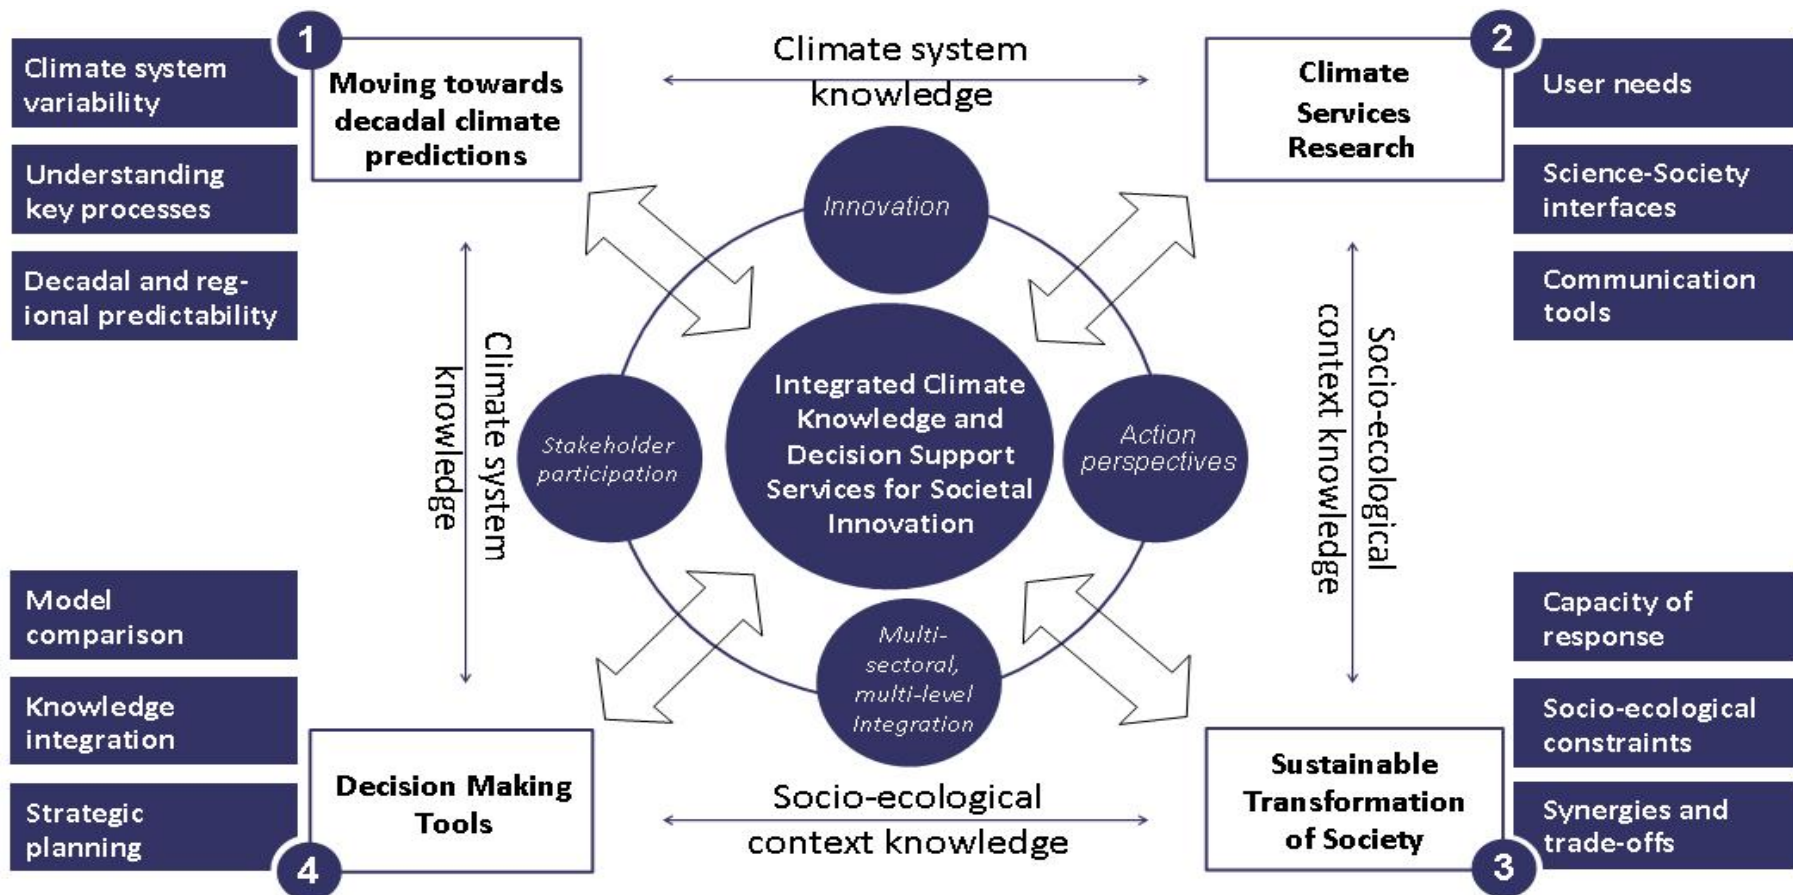 1
Moving towards
decadal climate
predictions
Climate system
variability
Understanding
key processes
Decadal and reg-
ional predictability
Climate system
knowledge
2
Climate
Services
Research
User needs
Science-Society
interfaces
Communication
tools
Innovation
Climate system
knowledge
Stakeholder
participation
Integrated Climate
Knowledge and
Decision Support
Services for Societal
Innovation
Action
perspectives
Socio-ecological
context knowledge
Multi-
sectoral,
multi-level
Integration
Model
comparison
Knowledge
integration
Strategic
planning
Decision Making
Tools
4
Socio-ecological
context knowledge
Sustainable
Transformation
of Society
3
Capacity of
response
Socio-ecological
constraints
Synergies and
trade-offs